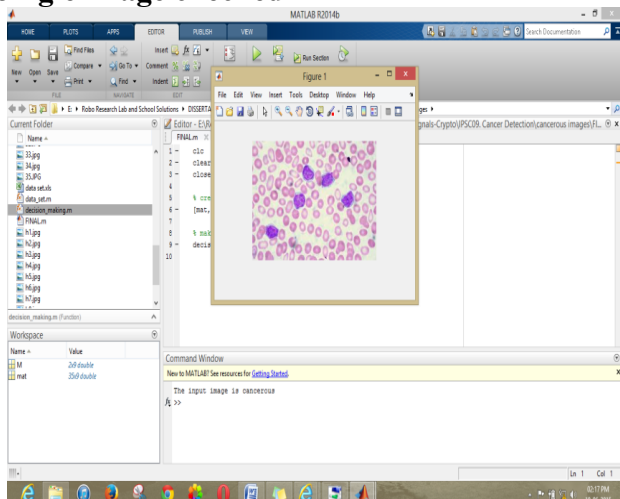 MATLAB R2014b
HOME PLOTS APPS EDITOR PUBLISH VIEW
Search Documentation
New Open Save
Find Files
Compare
Print
Go To
Find
Insert
Comment
Indent
Run Section
FILE NAVIGATE EDIT
E: Robo Research Lab and School Solutions DISSERTA
Current Folder
Name
33.jpg
34.jpg
35.JPG
data set.xls
data_set.m
decision_making.m
FINAL.m
h1.jpg
h2.jpg
h3.jpg
h4.jpg
h5.jpg
h6.jpg
h7.jpg
decision_making.m (Function)
Workspace
Name Value
M 2x9 double
mat 35x9 double
FINAL.m
1 - clc
2 - clear
3 - close
4
5 % cre
6 - [mat,
7
8 % mak
9 - decis
10
Figure 1
File Edit View Insert Tools Desktop Window Help
gnals-Crypto\IPSC09. Cancer Detection\cancerous images\FI...
Command Window
New to MATLAB? See resources for Getting Started.
The input image is cancerous
fx >>
Ln 1 Col 1
02:17 PM